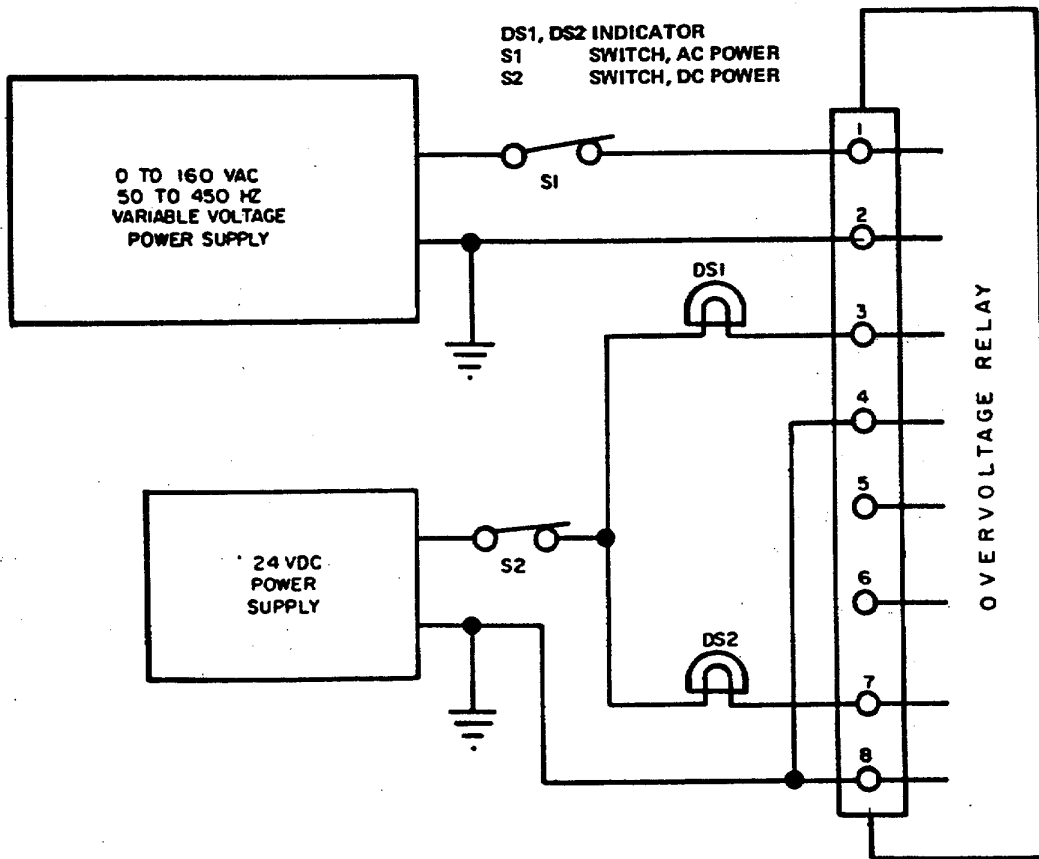 DS1, DS2 INDICATOR
S1 SWITCH, AC POWER
S2 SWITCH, DC POWER
0 TO 160 VAC
50 TO 450 HZ
VARIABLE VOLTAGE
POWER SUPPLY
S1
1
2
DS1
3
4
5
24 VDC
POWER
SUPPLY
S2
6
DS2
7
8
OVERVOLTAGE RELAY